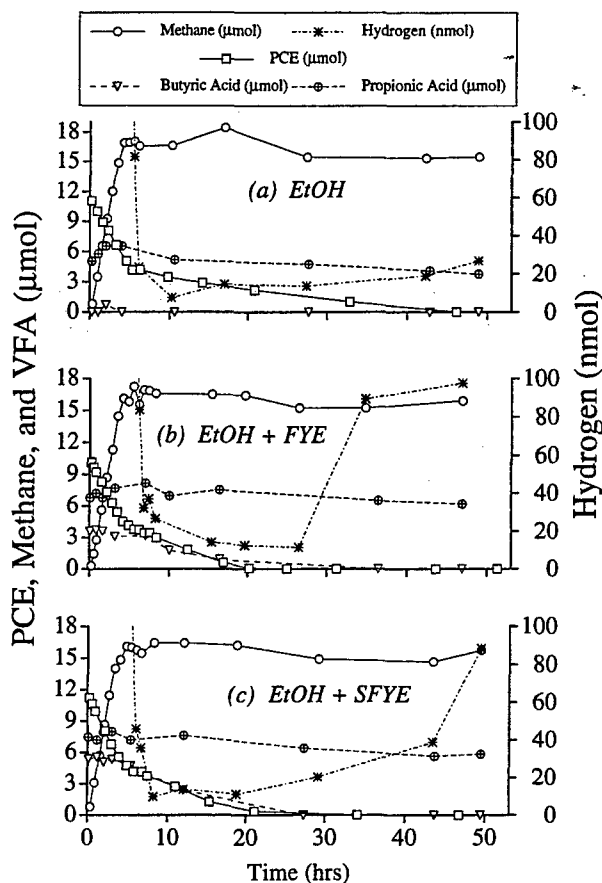 Methane (μmol) Hydrogen (nmol)
PCE (μmol)
Butyric Acid (μmol) Propionic Acid (μmol)
PCE, Methane, and VFA (μmol)
Hydrogen (nmol)
18 100
15 80
12 60
9
6 40
3 20
0 0
(a) EtOH
18 100
15 80
12 60
9
6 40
3 20
0 0
(b) EtOH + FYE
18 100
15 80
12 60
9
6 40
3 20
0 0
(c) EtOH + SFYE
0 10 20 30 40 50
Time (hrs)